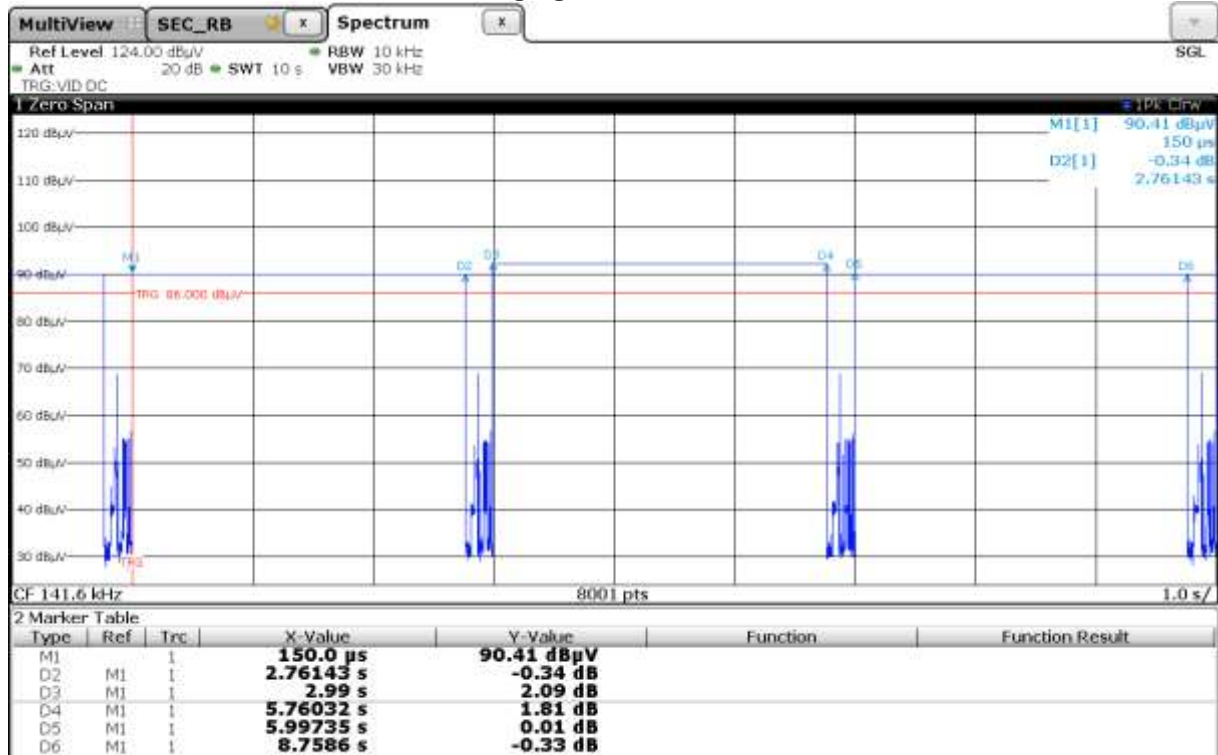 MultiView SEC_RB x Spectrum x
Ref Level 124.00 dBµV RBW 10 kHz SGL
Att 20 dB SWT 10 s VBW 30 kHz
TRG:VID DC
1 Zero Span 1Pk Clrw
M1[1] 90.41 dBµV
150 µs
D2[1] -0.34 dB
2.76143 s
120 dBµV
110 dBµV
100 dBµV
M1 D2 D3 D4 D5 D6
90 dBµV
TRG 86.000 dBµV
80 dBµV
70 dBµV
60 dBµV
50 dBµV
40 dBµV
30 dBµV
TRG
CF 141.6 kHz 8001 pts 1.0 s/
2 Marker Table
Type Ref Trc X-Value Y-Value Function Function Result
M1 1 150.0 µs 90.41 dBµV
D2 M1 1 2.76143 s -0.34 dB
D3 M1 1 2.99 s 2.09 dB
D4 M1 1 5.76032 s 1.81 dB
D5 M1 1 5.99735 s 0.01 dB
D6 M1 1 8.7586 s -0.33 dB